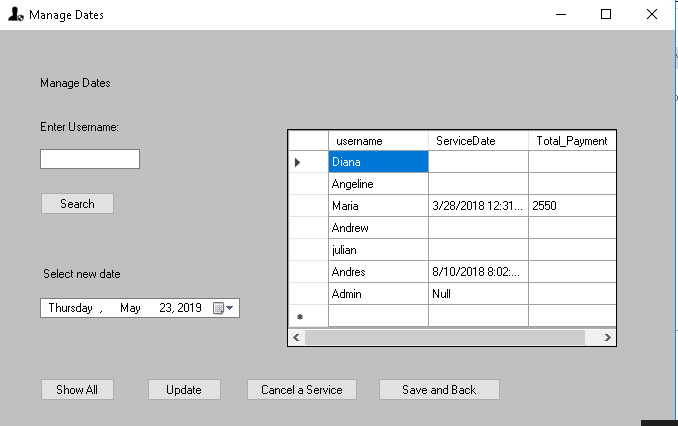 Manage Dates
Manage Dates
Enter Username:
Search
Select new date
Thursday , May 23, 2019
username ServiceDate Total_Payment
Diana
Angeline
Maria 3/28/2018 12:31... 2550
Andrew
julian
Andres 8/10/2018 8:02:...
Admin Null
Show All Update Cancel a Service Save and Back